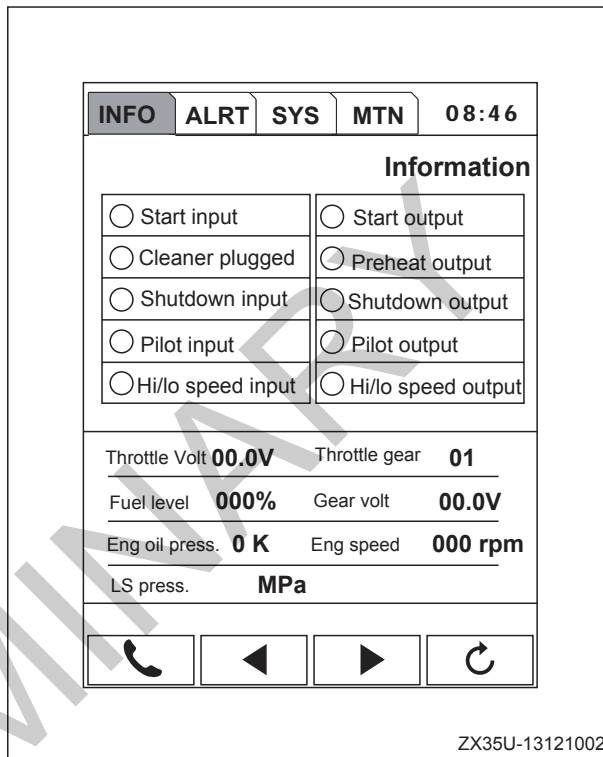 INFO ALRT SYS MTN 08:46
Information
Start input Start output
Cleaner plugged Preheat output
Shutdown input Shutdown output
Pilot input Pilot output
Hi/lo speed input Hi/lo speed output
Throttle Volt 00.0V Throttle gear 01
Fuel level 000% Gear volt 00.0V
Eng oil press. 0 K Eng speed 000 rpm
LS press. MPa
ZX35U-13121002
MINARY